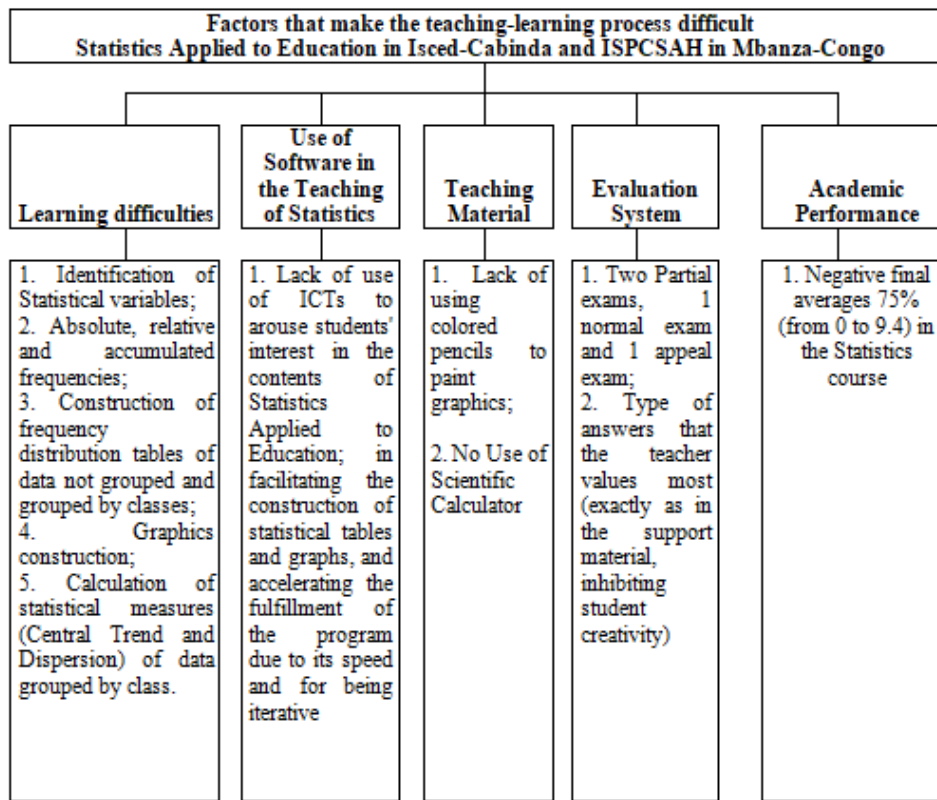 Factors that make the teaching-learning process difficult
Statistics Applied to Education in Isced-Cabinda and ISPCSAH in Mbanza-Congo
Learning difficulties
Use of
Software in
the Teaching
of Statistics
Teaching
Material
Evaluation
System
Academic
Performance
1. Identification of
Statistical variables;
2. Absolute, relative
and accumulated
frequencies;
3. Construction of
frequency
distribution tables of
data not grouped and
grouped by classes;
4. Graphics
construction;
5. Calculation of
statistical measures
(Central Trend and
Dispersion) of data
grouped by class.
1. Lack of use
of ICTs to
arouse students'
interest in the
contents of
Statistics
Applied to
Education; in
facilitating the
construction of
statistical tables
and graphs, and
accelerating the
fulfillment of
the program
due to its speed
and for being
iterative
1. Lack of
using
colored
pencils to
paint
graphics;
2. No Use of
Scientific
Calculator
1. Two Partial
exams, 1
normal exam
and 1 appeal
exam;
2. Type of
answers that
the teacher
values most
(exactly as in
the support
material,
inhibiting
student
creativity)
1. Negative final
averages 75%
(from 0 to 9.4) in
the Statistics
course